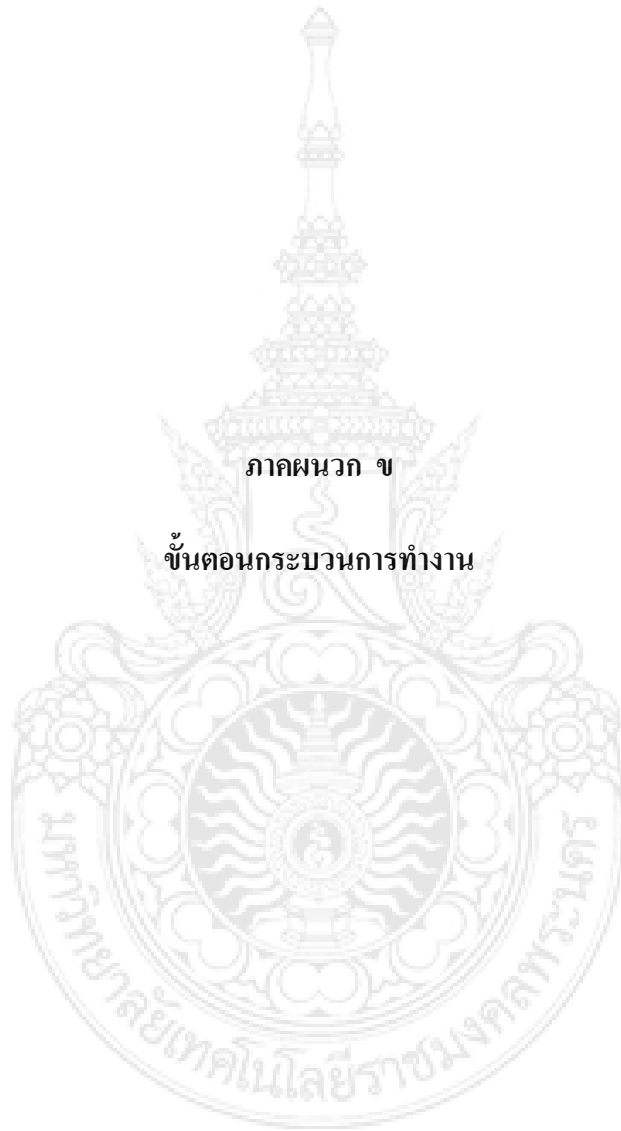 ภาคผนวก ข
ขั้นตอนกระบวนการทำงาน
มหาวิทยาลัยเทคโนโลยีราชมงคลพระนคร